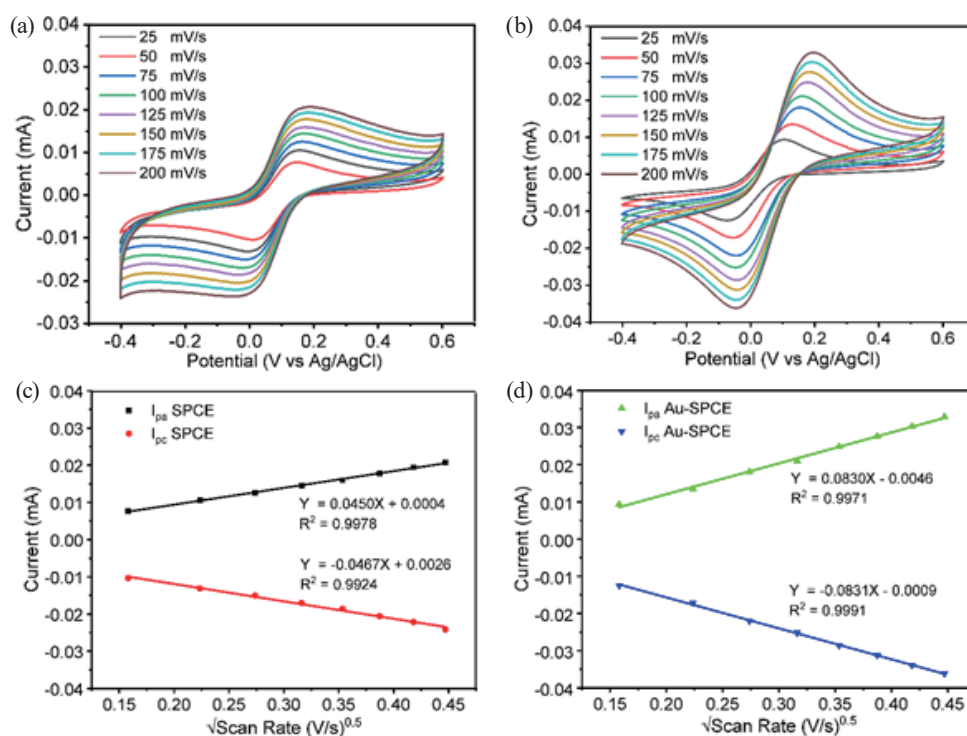 (a)
25 mV/s
50 mV/s
75 mV/s
100 mV/s
125 mV/s
150 mV/s
175 mV/s
200 mV/s
Current (mA)
0.04
0.03
0.02
0.01
0.00
-0.01
-0.02
-0.03
-0.4
-0.2
0.0
0.2
0.4
0.6
Potential (V vs Ag/AgCl)
(b)
25 mV/s
50 mV/s
75 mV/s
100 mV/s
125 mV/s
150 mV/s
175 mV/s
200 mV/s
Current (mA)
0.04
0.03
0.02
0.01
0.00
-0.01
-0.02
-0.03
-0.04
-0.4
-0.2
0.0
0.2
0.4
0.6
Potential (V vs Ag/AgCl)
(c)
Ipa SPCE
Ipc SPCE
Y = 0.0450X + 0.0004
R² = 0.9978
Y = -0.0467X + 0.0026
R² = 0.9924
Current (mA)
0.04
0.03
0.02
0.01
0.00
-0.01
-0.02
-0.03
-0.04
0.15
0.20
0.25
0.30
0.35
0.40
0.45
√Scan Rate (V/s)^0.5
(d)
Ipa Au-SPCE
Ipc Au-SPCE
Y = 0.0830X - 0.0046
R² = 0.9971
Y = -0.0831X - 0.0009
R² = 0.9991
Current (mA)
0.04
0.03
0.02
0.01
0.00
-0.01
-0.02
-0.03
-0.04
0.15
0.20
0.25
0.30
0.35
0.40
0.45
√Scan Rate (V/s)^0.5